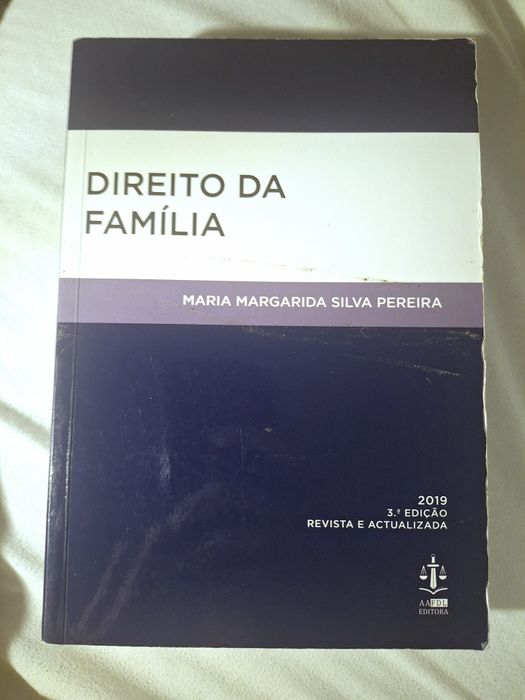 DIREITO DA
FAMÍLIA
MARIA MARGARIDA SILVA PEREIRA
2019
3.ª EDIÇÃO
REVISTA E ACTUALIZADA
AAFDL
EDITORA